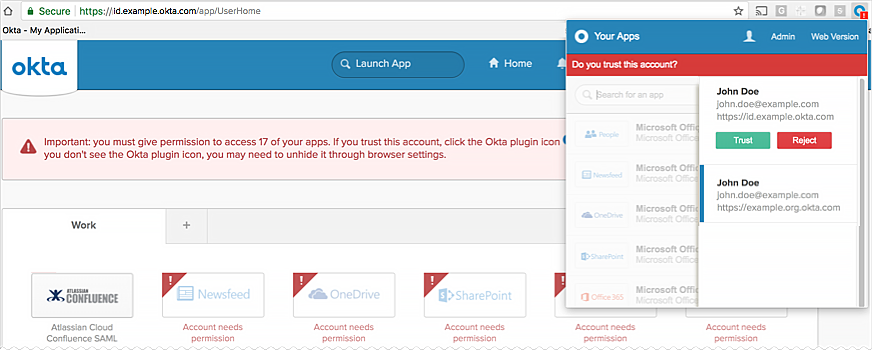 https://id.example.okta.com/app/UserHome
Okta - My Applicati...
okta
Launch App
Home
Important: you must give permission to access 17 of your apps. If you trust this account, click the Okta plugin icon
you don't see the Okta plugin icon, you may need to unhide it through browser settings.
Work
+
ATLASSIAN
CONFLUENCE
Atlassian Cloud
Confluence SAML
Newsfeed
Account needs
permission
OneDrive
Account needs
permission
SharePoint
Account needs
permission
Account needs
permission
Account needs
permission
Your Apps
Admin
Web Version
Do you trust this account?
Search for an app
People
Microsoft Offic
Microsoft Office
Newsfeed
Microsoft Offic
Microsoft Office
OneDrive
Microsoft Offic
Microsoft Office
SharePoint
Microsoft Offic
Microsoft Office
Office 365
Microsoft Offic
Microsoft Office
John Doe
john.doe@example.com
https://id.example.okta.com
Trust
Reject
John Doe
john.doe@example.com
https://example.org.okta.com